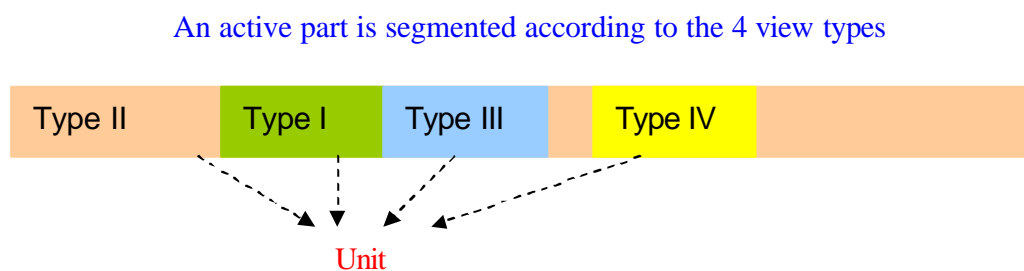 An active part is segmented according to the 4 view types
Type II Type I Type III Type IV
Unit